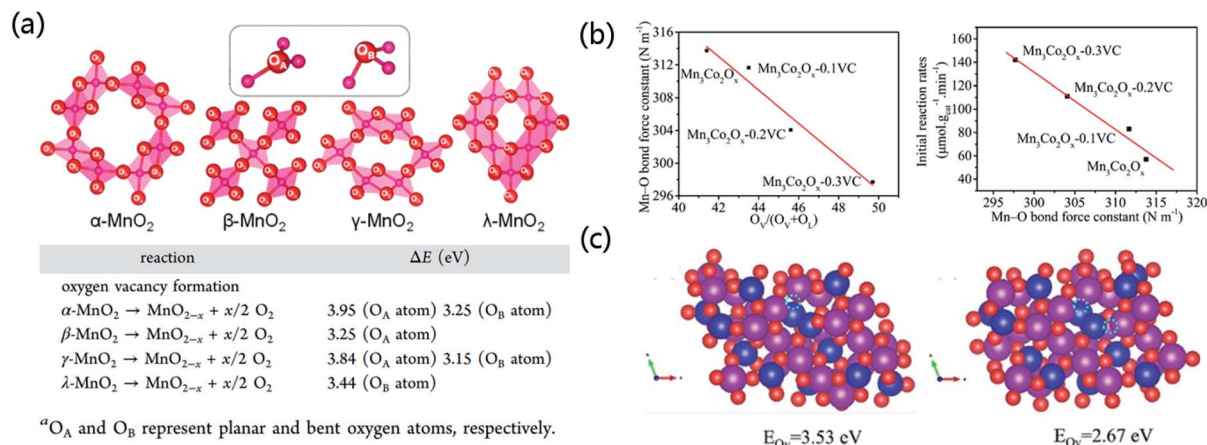 (a)
O_A
O_B
α-MnO₂
β-MnO₂
γ-MnO₂
λ-MnO₂
reaction ΔE (eV)
oxygen vacancy formation
α-MnO₂ → MnO₂₋ₓ + x/2 O₂ 3.95 (O_A atom) 3.25 (O_B atom)
β-MnO₂ → MnO₂₋ₓ + x/2 O₂ 3.25 (O_A atom)
γ-MnO₂ → MnO₂₋ₓ + x/2 O₂ 3.84 (O_A atom) 3.15 (O_B atom)
λ-MnO₂ → MnO₂₋ₓ + x/2 O₂ 3.44 (O_B atom)
ᵃO_A and O_B represent planar and bent oxygen atoms, respectively.
(b)
Mn–O bond force constant (N m⁻¹)
316
312
308
304
300
296
Mn₃Co₂Oₓ
Mn₃Co₂Oₓ-0.1VC
Mn₃Co₂Oₓ-0.2VC
Mn₃Co₂Oₓ-0.3VC
40 42 44 46 48 50
O_V/(O_V+O_L)
Initial reaction rates
(μmol.g_cat⁻¹.min⁻¹)
160
140
120
100
80
60
40
Mn₃Co₂Oₓ-0.3VC
Mn₃Co₂Oₓ-0.2VC
Mn₃Co₂Oₓ-0.1VC
Mn₃Co₂Oₓ
295 300 305 310 315 320
Mn–O bond force constant (N m⁻¹)
(c)
E_Ov=3.53 eV
E_Ov=2.67 eV